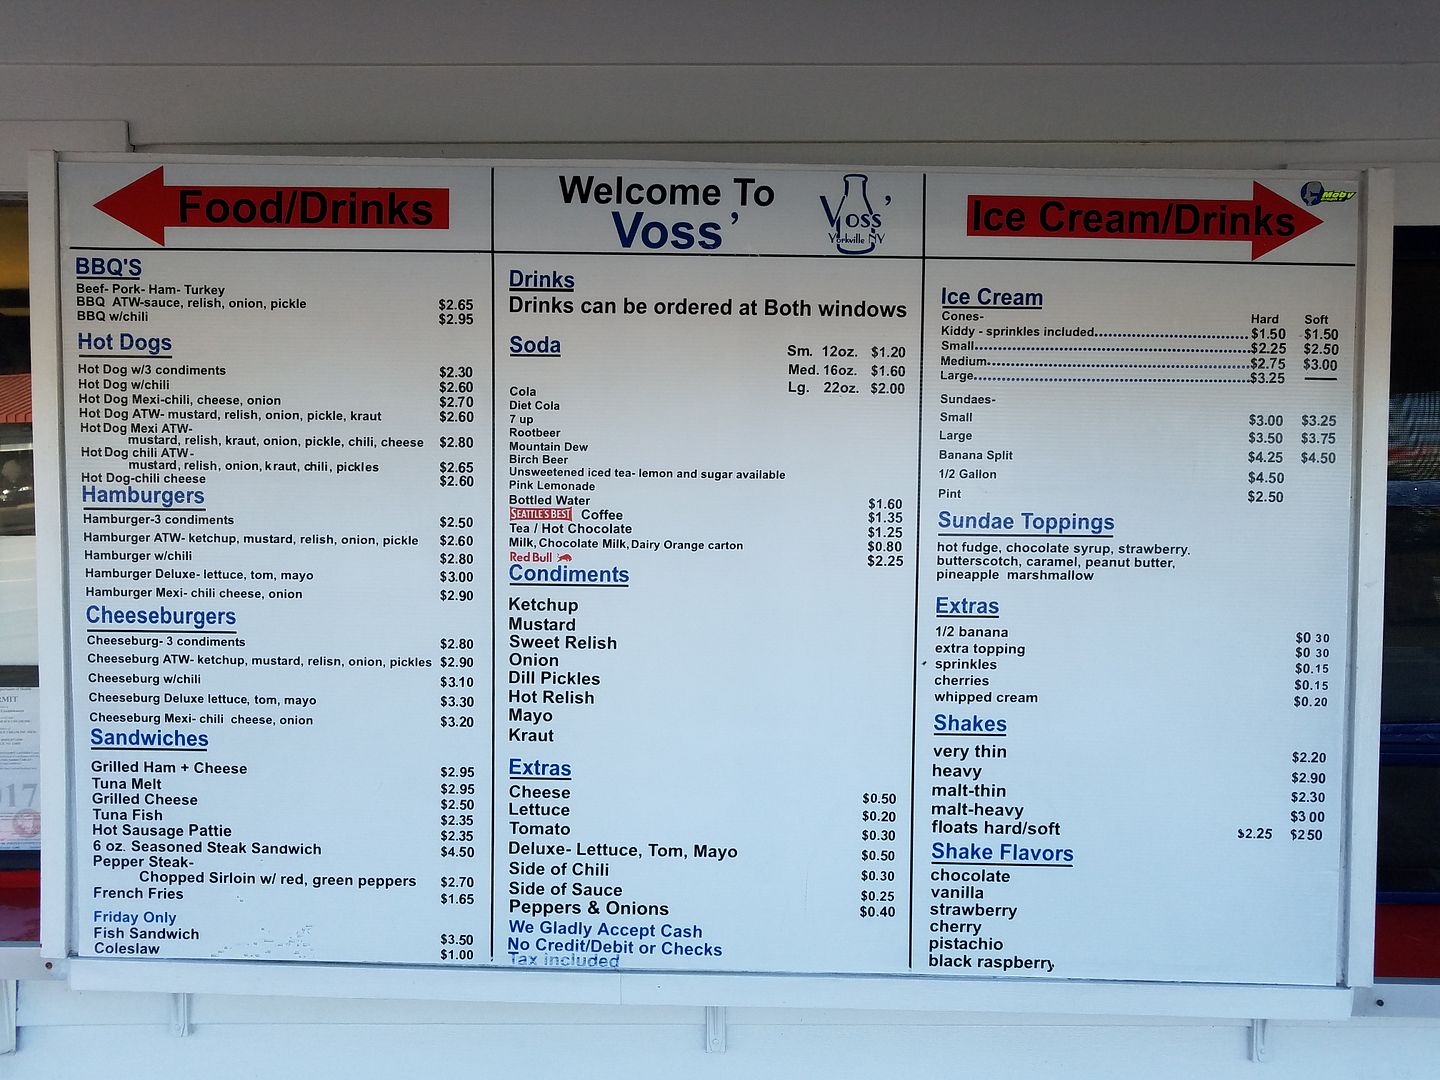 Food/Drinks
BBQ'S
Beef- Pork- Ham- Turkey
BBQ ATW-sauce, relish, onion, pickle $2.65
BBQ w/chili $2.95
Hot Dogs
Hot Dog w/3 condiments $2.30
Hot Dog w/chili $2.60
Hot Dog Mexi-chili, cheese, onion $2.70
Hot Dog ATW- mustard, relish, onion, pickle, kraut $2.60
Hot Dog Mexi ATW-
mustard, relish, kraut, onion, pickle, chili, cheese $2.80
Hot Dog chili ATW-
mustard, relish, onion, kraut, chili, pickles $2.65
Hot Dog-chili cheese $2.60
Hamburgers
Hamburger-3 condiments $2.50
Hamburger ATW- ketchup, mustard, relish, onion, pickle $2.60
Hamburger w/chili $2.80
Hamburger Deluxe- lettuce, tom, mayo $3.00
Hamburger Mexi- chili cheese, onion $2.90
Cheeseburgers
Cheeseburg- 3 condiments $2.80
Cheeseburg ATW- ketchup, mustard, relisn, onion, pickles $2.90
Cheeseburg w/chili $3.10
Cheeseburg Deluxe lettuce, tom, mayo $3.30
Cheeseburg Mexi- chili cheese, onion $3.20
Sandwiches
Grilled Ham + Cheese $2.95
Tuna Melt $2.95
Grilled Cheese $2.50
Tuna Fish $2.35
Hot Sausage Pattie $2.35
6 oz. Seasoned Steak Sandwich $4.50
Pepper Steak-
Chopped Sirloin w/ red, green peppers $2.70
French Fries $1.65
Friday Only
Fish Sandwich $3.50
Coleslaw $1.00
Welcome To
Voss'
Voss'
Yorkville NY
Drinks
Drinks can be ordered at Both windows
Soda
Sm. 12oz. $1.20
Med. 16oz. $1.60
Lg. 22oz. $2.00
Cola
Diet Cola
7 up
Rootbeer
Mountain Dew
Birch Beer
Unsweetened iced tea- lemon and sugar available
Pink Lemonade
Bottled Water $1.60
SEATTLE'S BEST Coffee $1.35
Tea / Hot Chocolate $1.25
Milk, Chocolate Milk, Dairy Orange carton $0.80
Red Bull $2.25
Condiments
Ketchup
Mustard
Sweet Relish
Onion
Dill Pickles
Hot Relish
Mayo
Kraut
Extras
Cheese $0.50
Lettuce $0.20
Tomato $0.30
Deluxe- Lettuce, Tom, Mayo $0.50
Side of Chili $0.30
Side of Sauce $0.25
Peppers & Onions $0.40
We Gladly Accept Cash
No Credit/Debit or Checks
Tax included
Ice Cream/Drinks
Moby
Ice Cream
Cones- Hard Soft
Kiddy - sprinkles included $1.50 $1.50
Small $2.25 $2.50
Medium $2.75 $3.00
Large $3.25
Sundaes-
Small $3.00 $3.25
Large $3.50 $3.75
Banana Split $4.25 $4.50
1/2 Gallon $4.50
Pint $2.50
Sundae Toppings
hot fudge, chocolate syrup, strawberry.
butterscotch, caramel, peanut butter,
pineapple marshmallow
Extras
1/2 banana $0 30
extra topping $0 30
sprinkles $0.15
cherries $0.15
whipped cream $0.20
Shakes
very thin $2.20
heavy $2.90
malt-thin $2.30
malt-heavy $3 00
floats hard/soft $2.25 $2 50
Shake Flavors
chocolate
vanilla
strawberry
cherry
pistachio
black raspberry